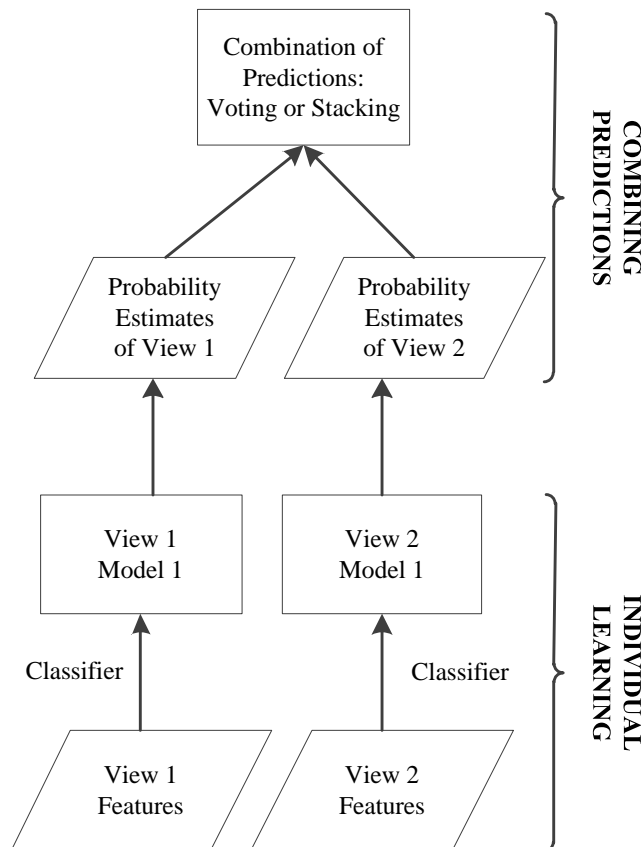 Combination of
Predictions:
Voting or Stacking
COMBINING
PREDICTIONS
Probability
Estimates
of View 1
Probability
Estimates
of View 2
View 1
Model 1
View 2
Model 1
INDIVIDUAL
LEARNING
Classifier
Classifier
View 1
Features
View 2
Features